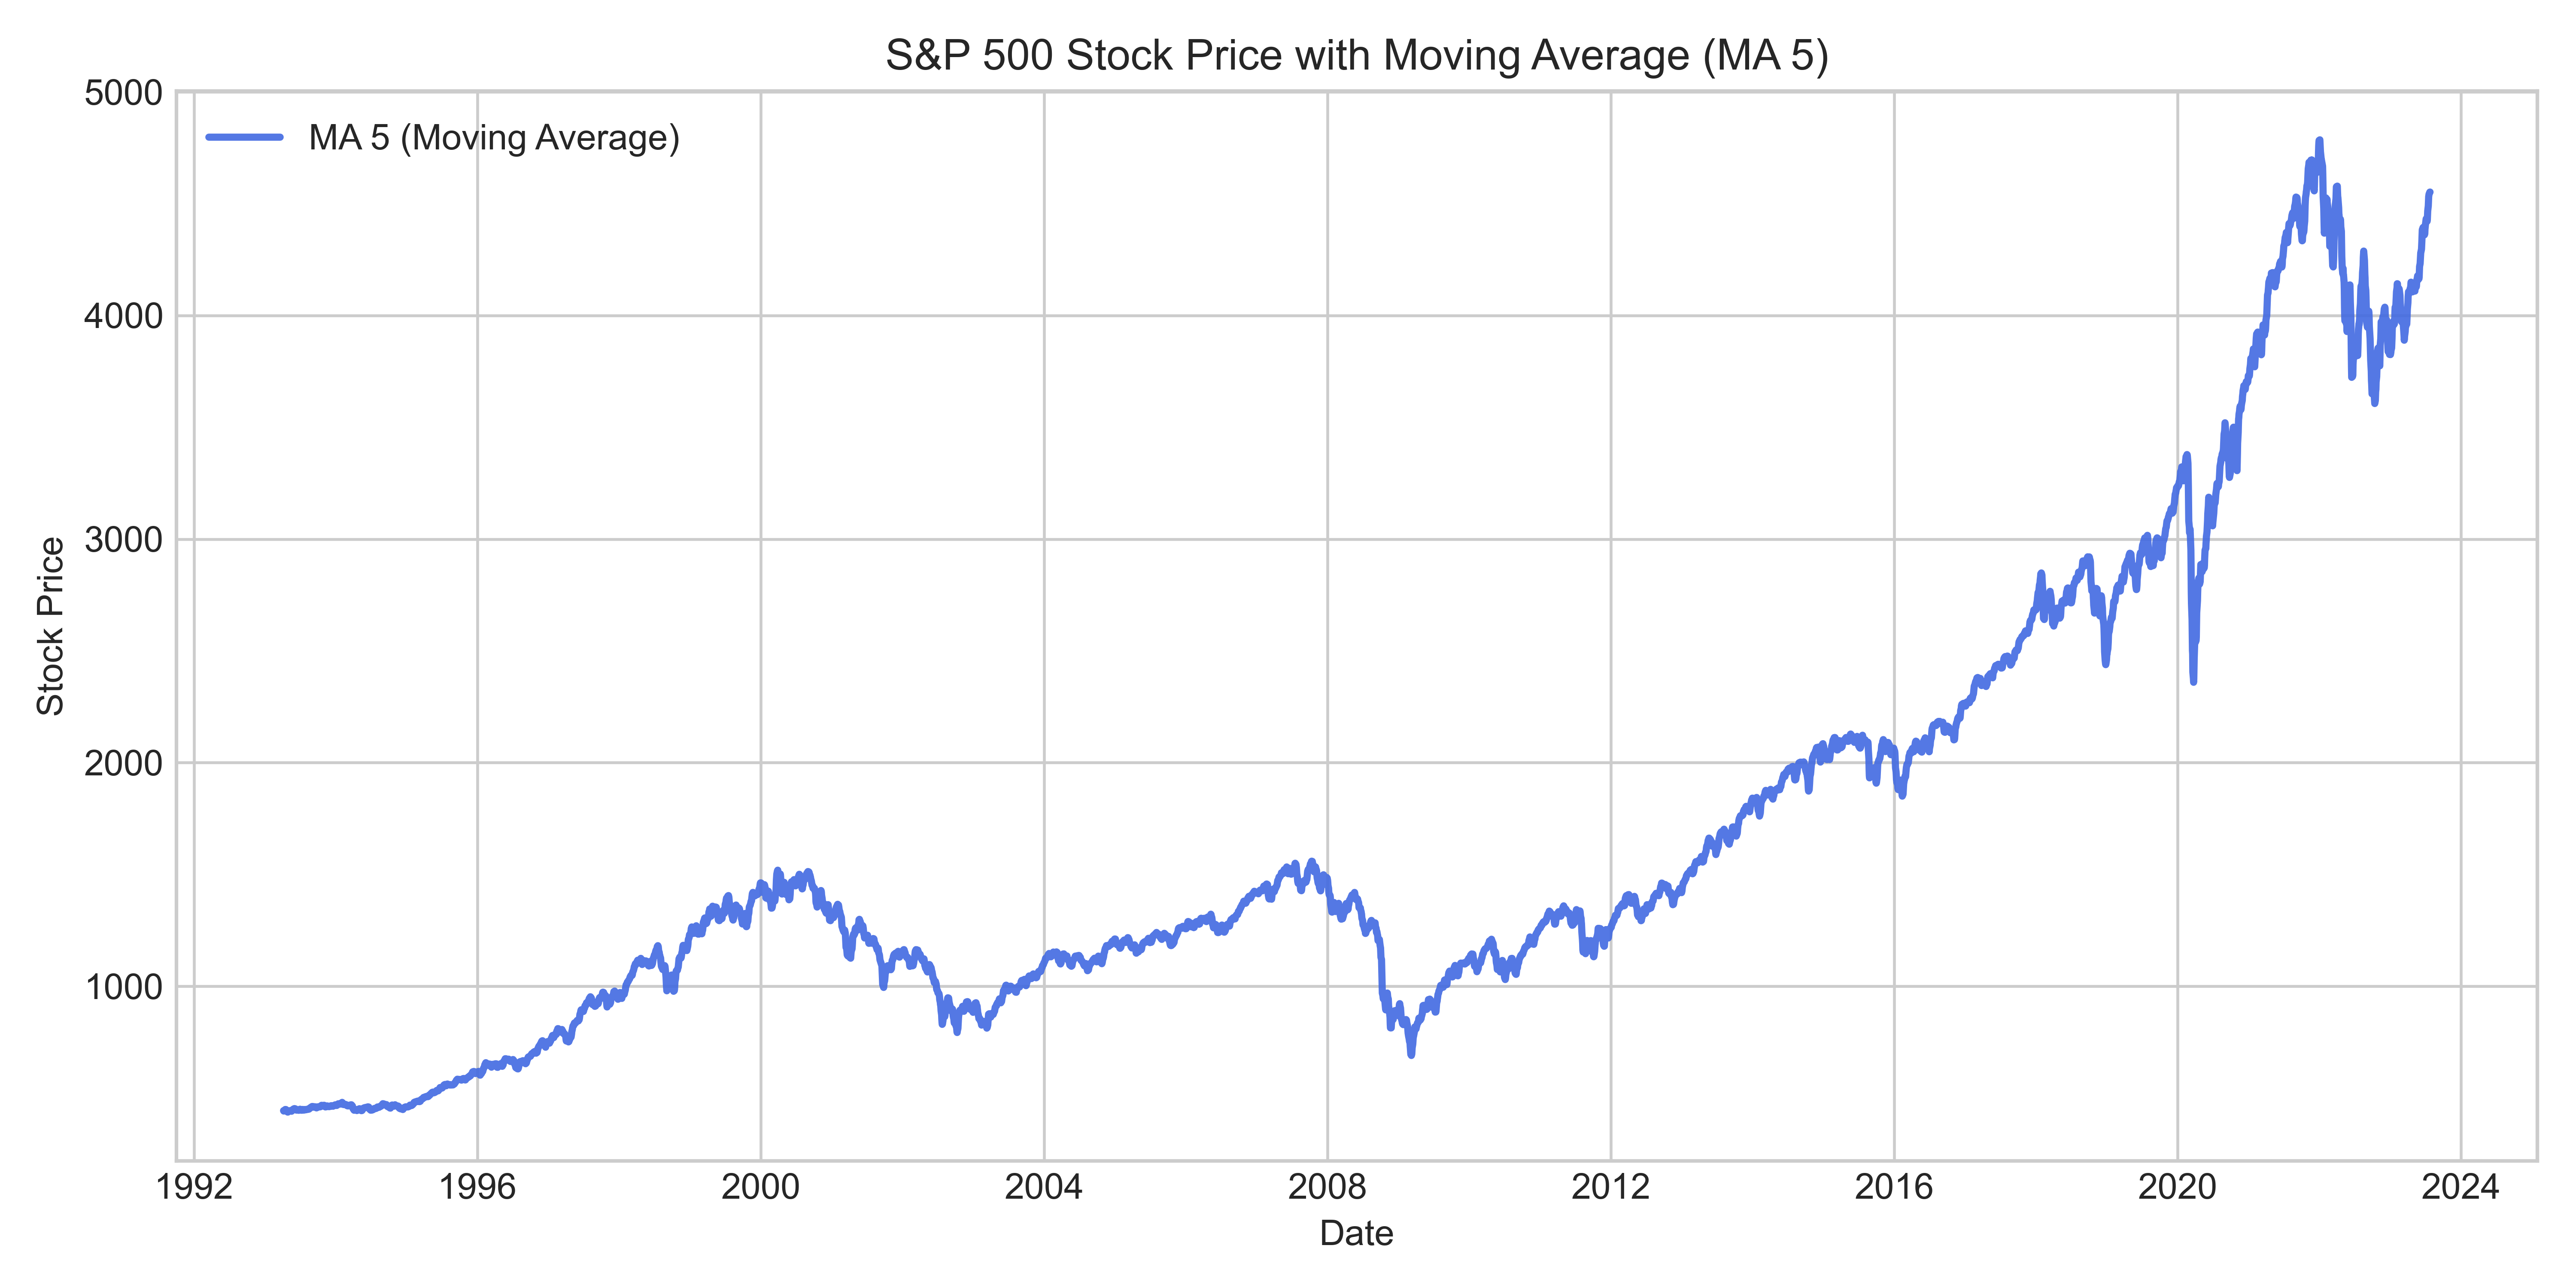 S&P 500 Stock Price with Moving Average (MA 5)
MA 5 (Moving Average)
5000
4000
3000
2000
1000
Stock Price
1992 1996 2000 2004 2008 2012 2016 2020 2024
Date